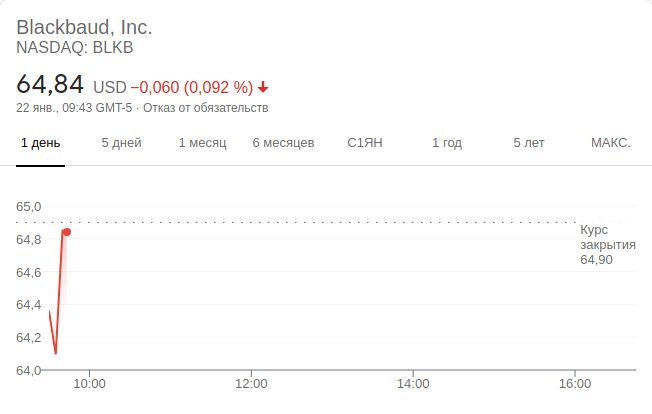 Blackbaud, Inc.
NASDAQ: BLKB
64,84 USD −0,060 (0,092 %)
22 янв., 09:43 GMT-5 · Отказ от обязательств
1 день 5 дней 1 месяц 6 месяцев С1ЯН 1 год 5 лет МАКС.
65,0
64,8
64,6
64,4
64,2
64,0
Курс
закрытия
64,90
10:00 12:00 14:00 16:00